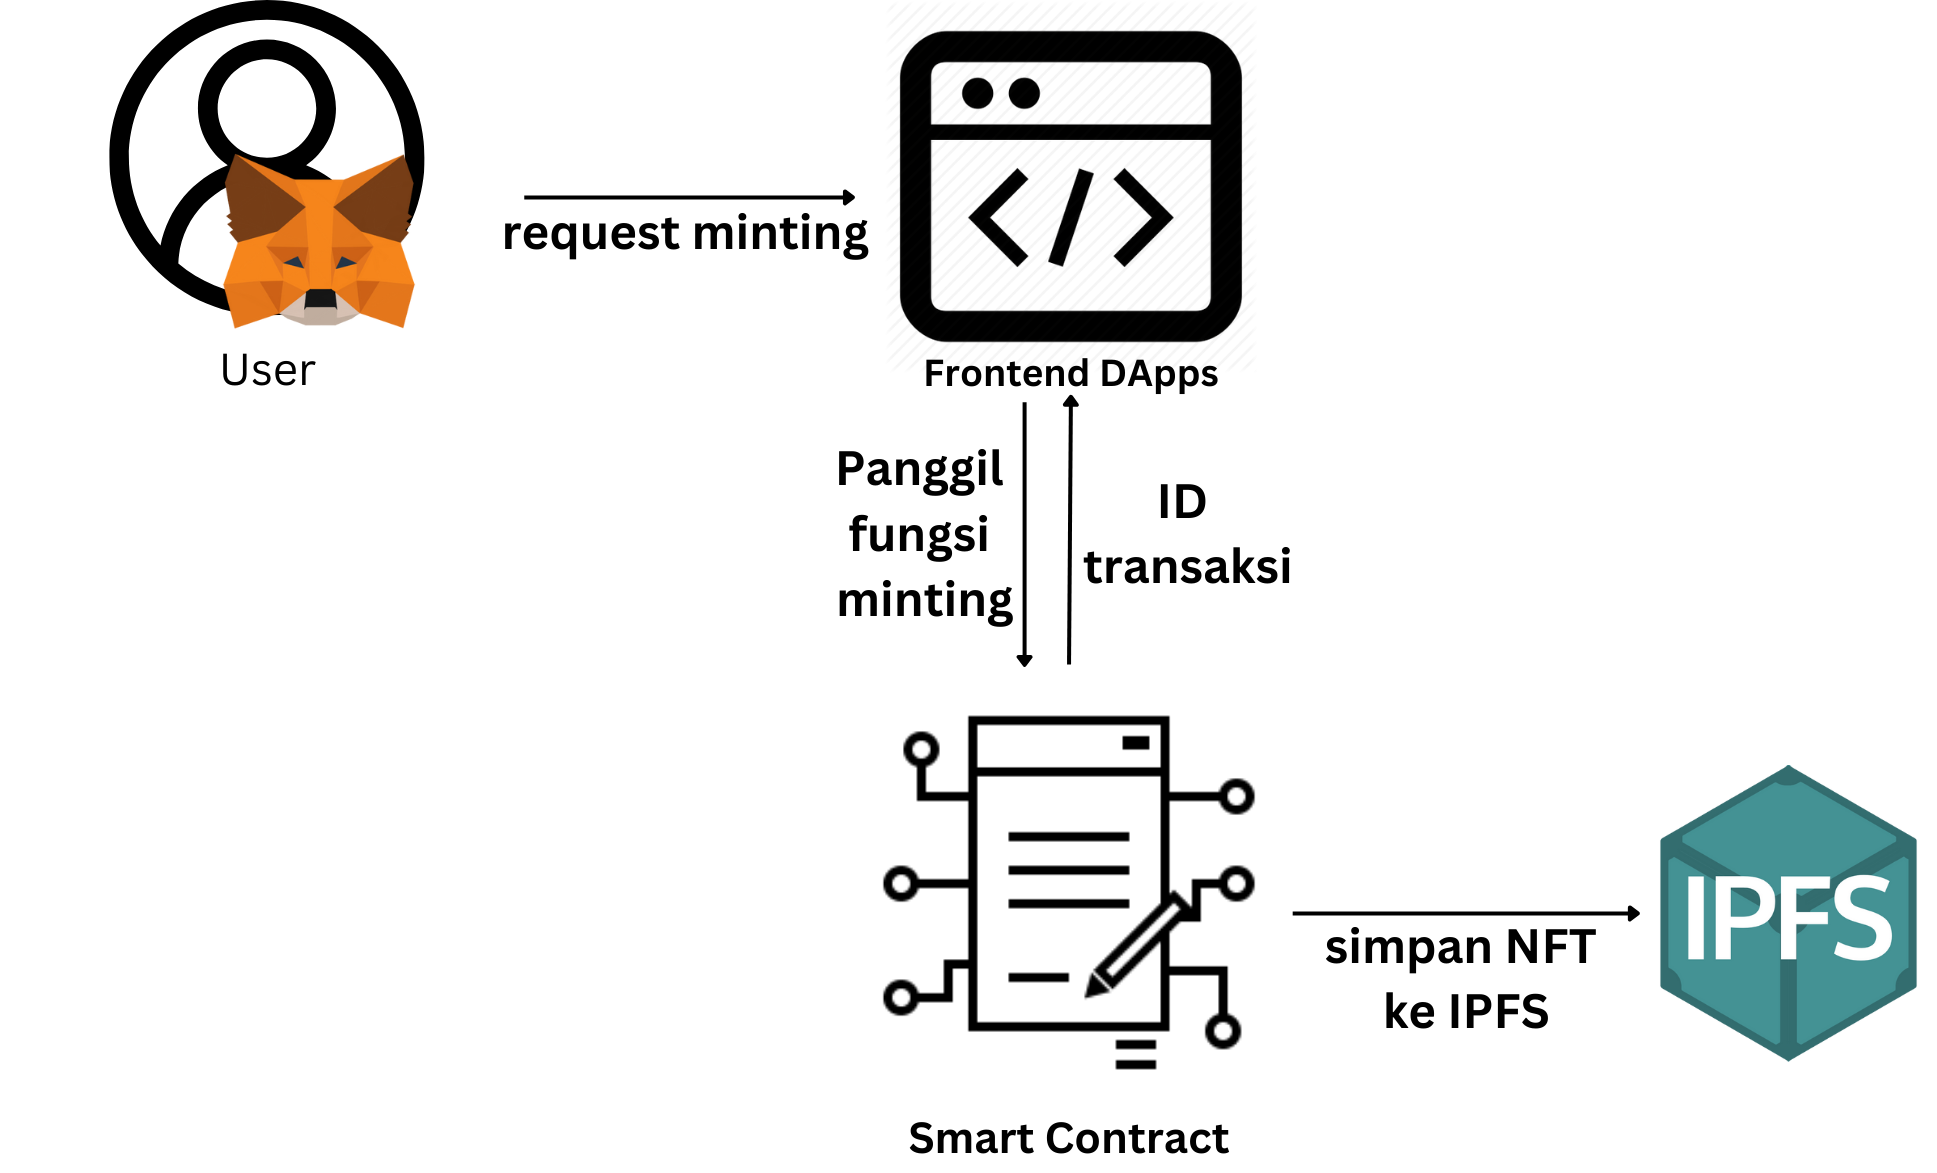 request minting
User
Frontend DApps
Panggil
fungsi
minting
ID
transaksi
IPFS
simpan NFT
ke IPFS
Smart Contract